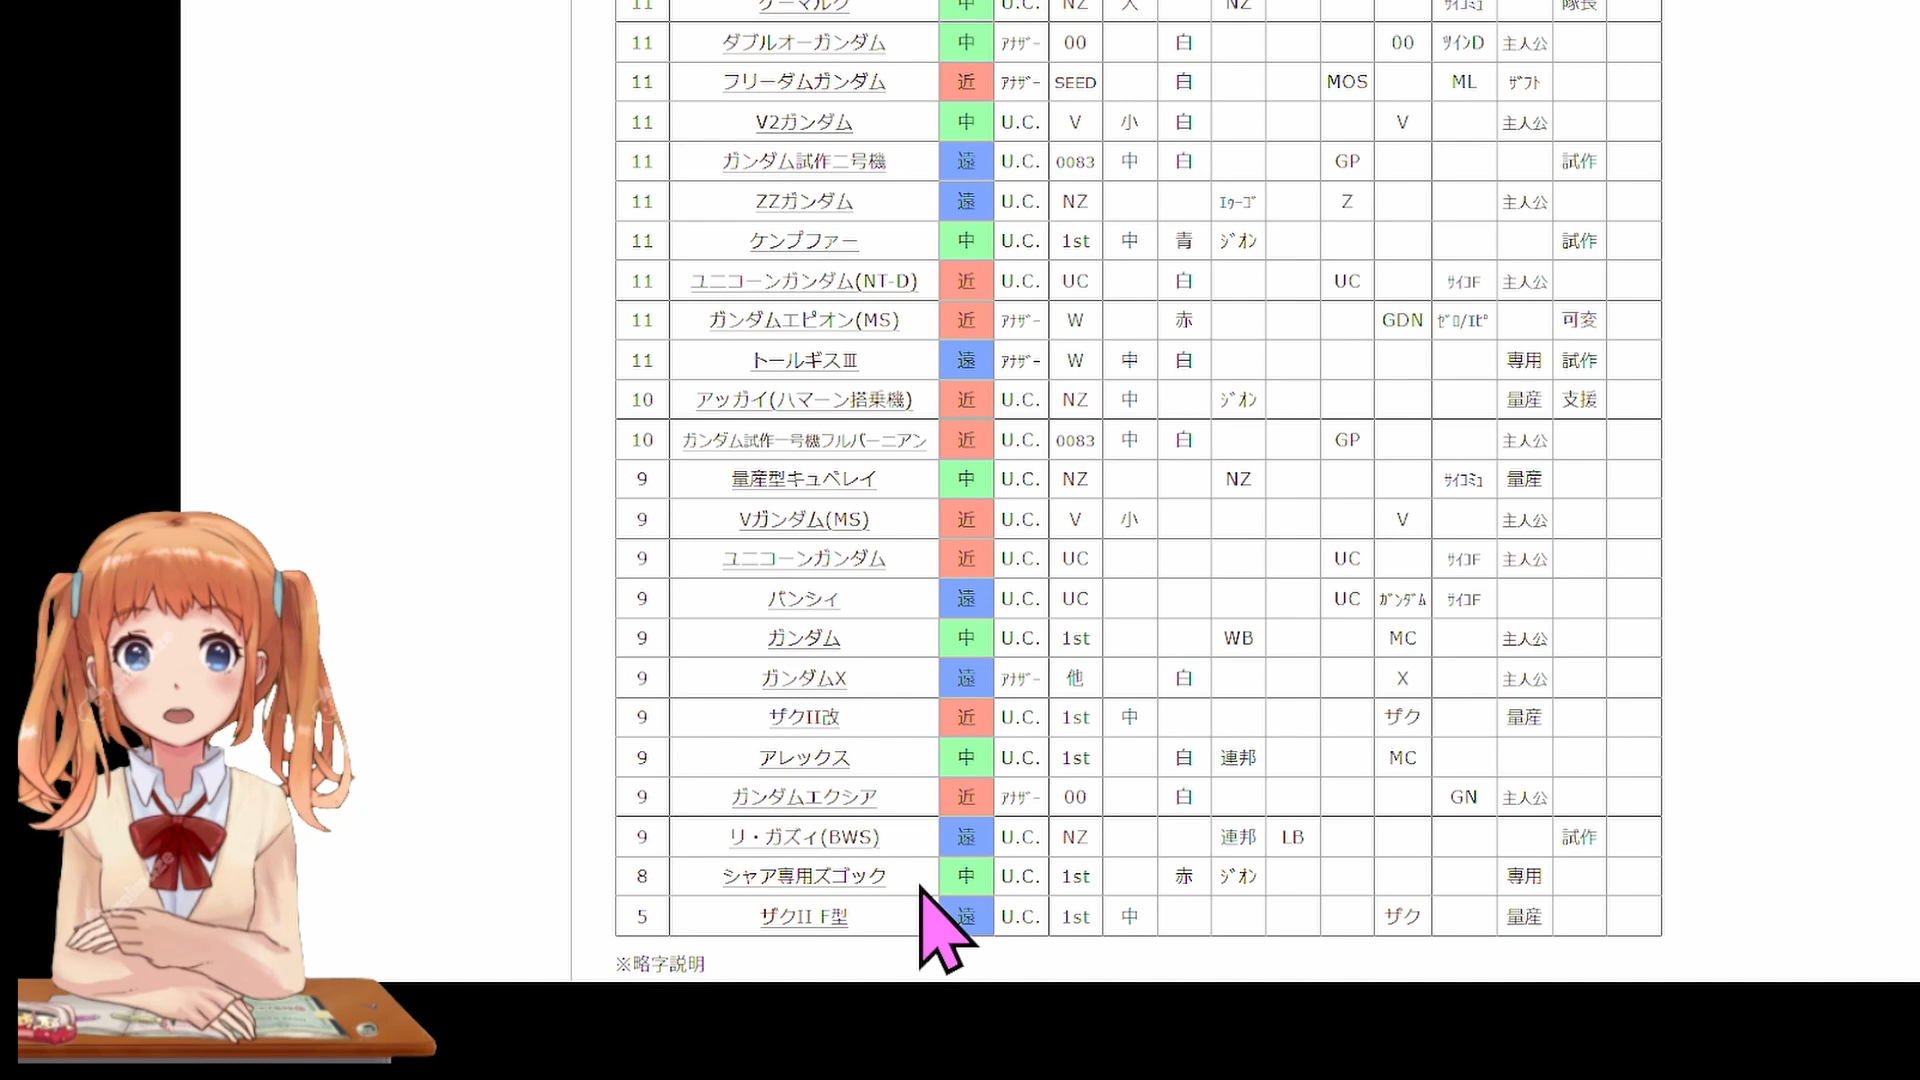 11 ゲーマルク 中 U.C. NZ 大 NZ ｻｲｺﾐｭ 隊長
11 ダブルオーガンダム 中 ｱﾅｻﾞｰ 00 白 00 ﾂｲﾝD 主人公
11 フリーダムガンダム 近 ｱﾅｻﾞｰ SEED 白 MOS ML ｻﾞﾌﾄ
11 V2ガンダム 中 U.C. V 小 白 V 主人公
11 ガンダム試作二号機 遠 U.C. 0083 中 白 GP 試作
11 ZZガンダム 遠 U.C. NZ ｴｩｰｺﾞ Z 主人公
11 ケンプファー 中 U.C. 1st 中 青 ｼﾞｵﾝ 試作
11 ユニコーンガンダム(NT-D) 近 U.C. UC 白 UC ｻｲｺF 主人公
11 ガンダムエピオン(MS) 近 ｱﾅｻﾞｰ W 赤 GDN ｾﾞﾛ/ｴﾋﾟ 可変
11 トールギスⅢ 遠 ｱﾅｻﾞｰ W 中 白 専用 試作
10 アッガイ(ハマーン搭乗機) 近 U.C. NZ 中 ｼﾞｵﾝ 量産 支援
10 ガンダム試作一号機フルバーニアン 近 U.C. 0083 中 白 GP 主人公
9 量産型キュベレイ 中 U.C. NZ NZ ｻｲｺﾐｭ 量産
9 Vガンダム(MS) 近 U.C. V 小 V 主人公
9 ユニコーンガンダム 近 U.C. UC UC ｻｲｺF 主人公
9 バンシィ 遠 U.C. UC UC ｶﾞﾝﾀﾞﾑ ｻｲｺF
9 ガンダム 中 U.C. 1st WB MC 主人公
9 ガンダムX 遠 ｱﾅｻﾞｰ 他 白 X 主人公
9 ザクII改 近 U.C. 1st 中 ザク 量産
9 アレックス 中 U.C. 1st 白 連邦 MC
9 ガンダムエクシア 近 ｱﾅｻﾞｰ 00 白 GN 主人公
9 リ・ガズィ(BWS) 遠 U.C. NZ 連邦 LB 試作
8 シャア専用ズゴック 中 U.C. 1st 赤 ｼﾞｵﾝ 専用
5 ザクII F型 遠 U.C. 1st 中 ザク 量産
※略字説明